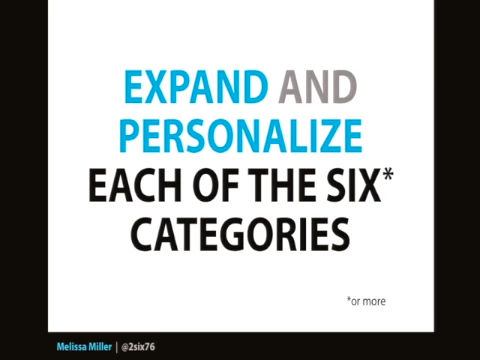 EXPAND AND
PERSONALIZE
EACH OF THE SIX*
CATEGORIES
*or more
Melissa Miller | @2six76